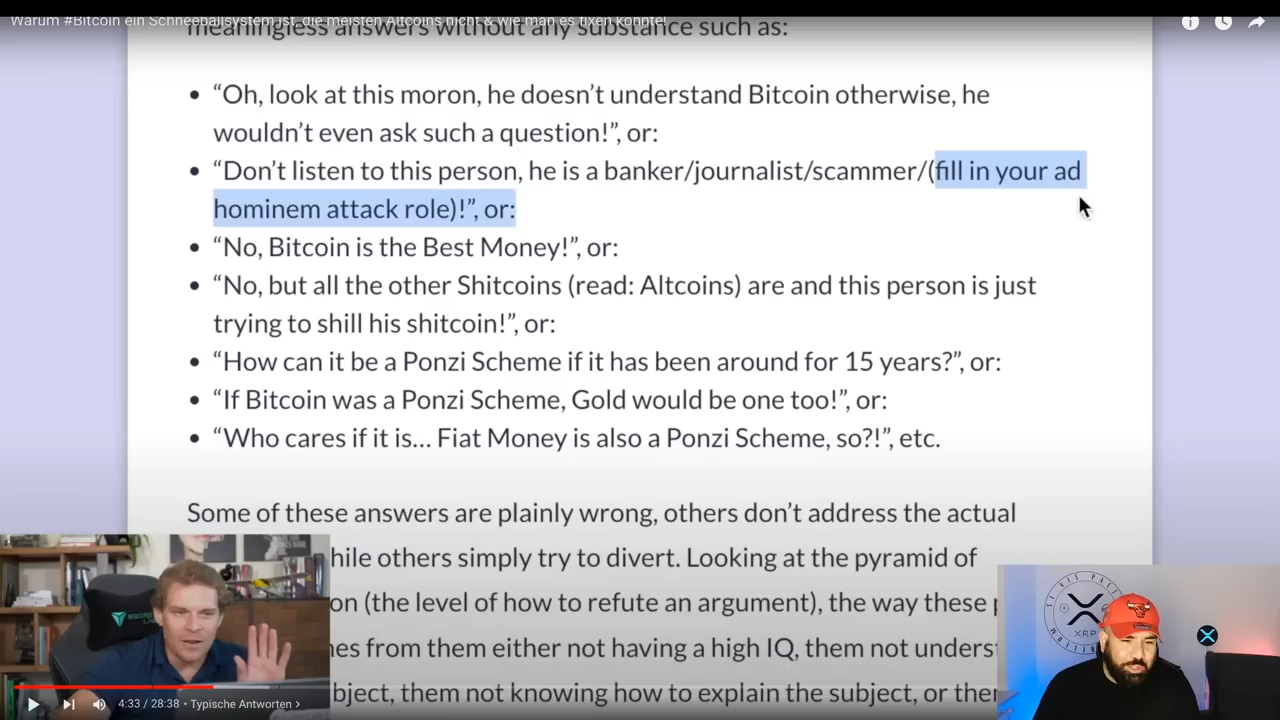 Warum #Bitcoin ein Schneeballsystem ist, die meisten Altcoins nicht & wie man es fixen könnte!
meaningless answers without any substance such as:
• “Oh, look at this moron, he doesn’t understand Bitcoin otherwise, he
wouldn’t even ask such a question!”, or:
• “Don’t listen to this person, he is a banker/journalist/scammer/(fill in your ad
hominem attack role)!”, or:
• “No, Bitcoin is the Best Money!”, or:
• “No, but all the other Shitcoins (read: Altcoins) are and this person is just
trying to shill his shitcoin!”, or:
• “How can it be a Ponzi Scheme if it has been around for 15 years?”, or:
• “If Bitcoin was a Ponzi Scheme, Gold would be one too!”, or:
• “Who cares if it is… Fiat Money is also a Ponzi Scheme, so?!”, etc.
Some of these answers are plainly wrong, others don’t address the actual
hile others simply try to divert. Looking at the pyramid of
on (the level of how to refute an argument), the way these
nes from them either not having a high IQ, them not underst
bject, them not knowing how to explain the subject, or ther
XRP
4:33 / 28:38 • Typische Antworten >